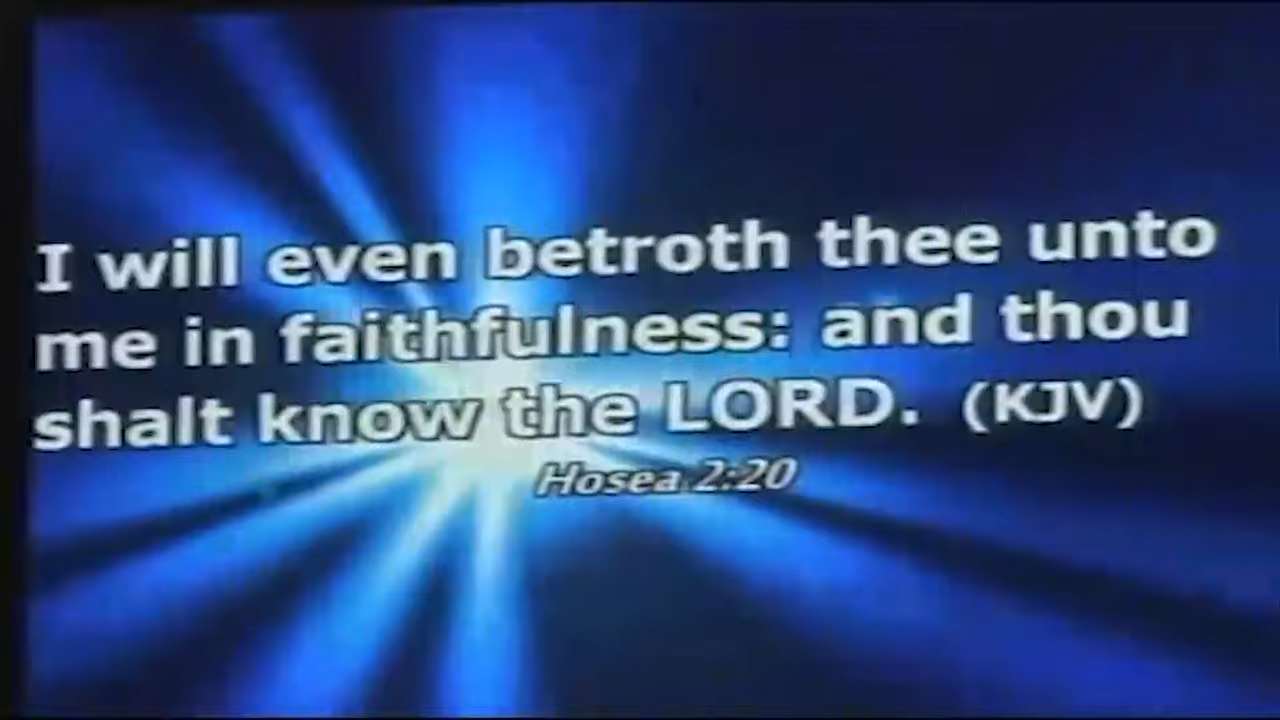 I will even betroth thee unto
me in faithfulness: and thou
shalt know the LORD. (KJV)
Hosea 2:20